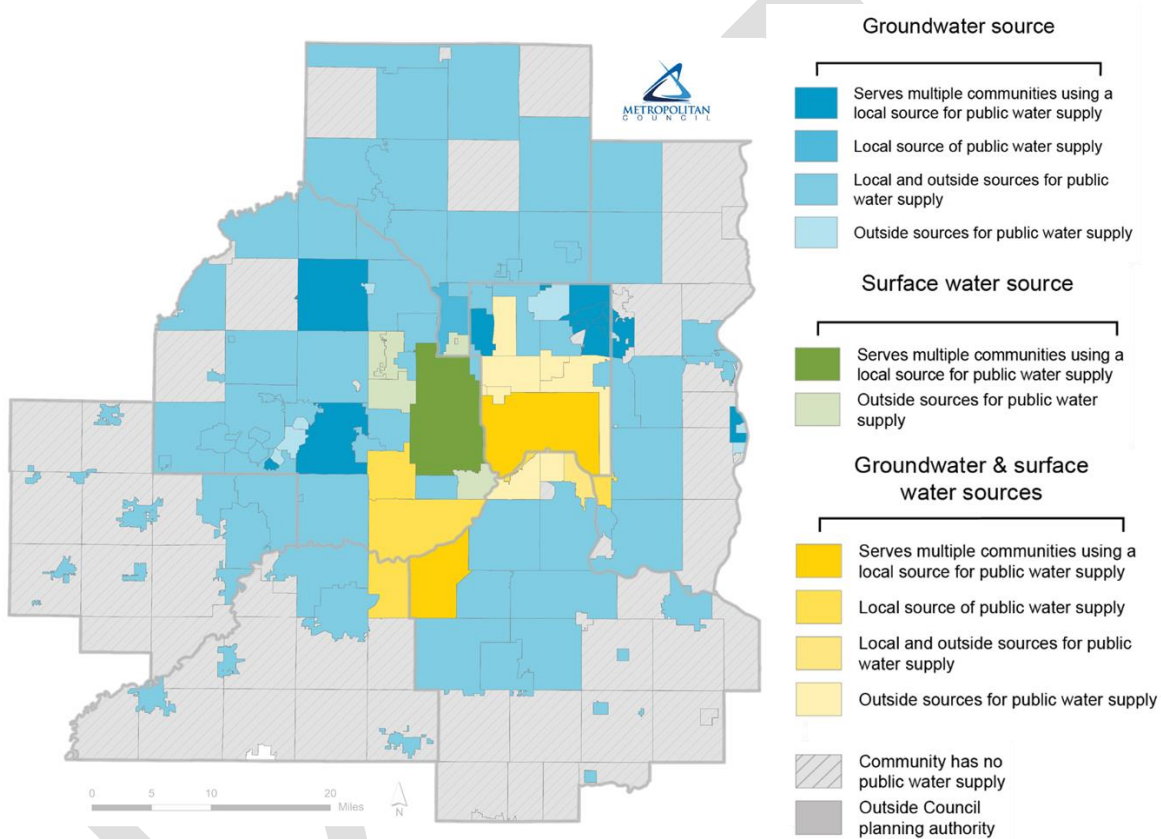 METROPOLITAN
COUNCIL
Groundwater source
Serves multiple communities using a
local source for public water supply
Local source of public water supply
Local and outside sources for public
water supply
Outside sources for public water supply
Surface water source
Serves multiple communities using a
local source for public water supply
Outside sources for public water
supply
Groundwater & surface
water sources
Serves multiple communities using a
local source for public water supply
Local source of public water supply
Local and outside sources for public
water supply
Outside sources for public water supply
Community has no
public water supply
Outside Council
planning authority
0 5 10 20
Miles
N